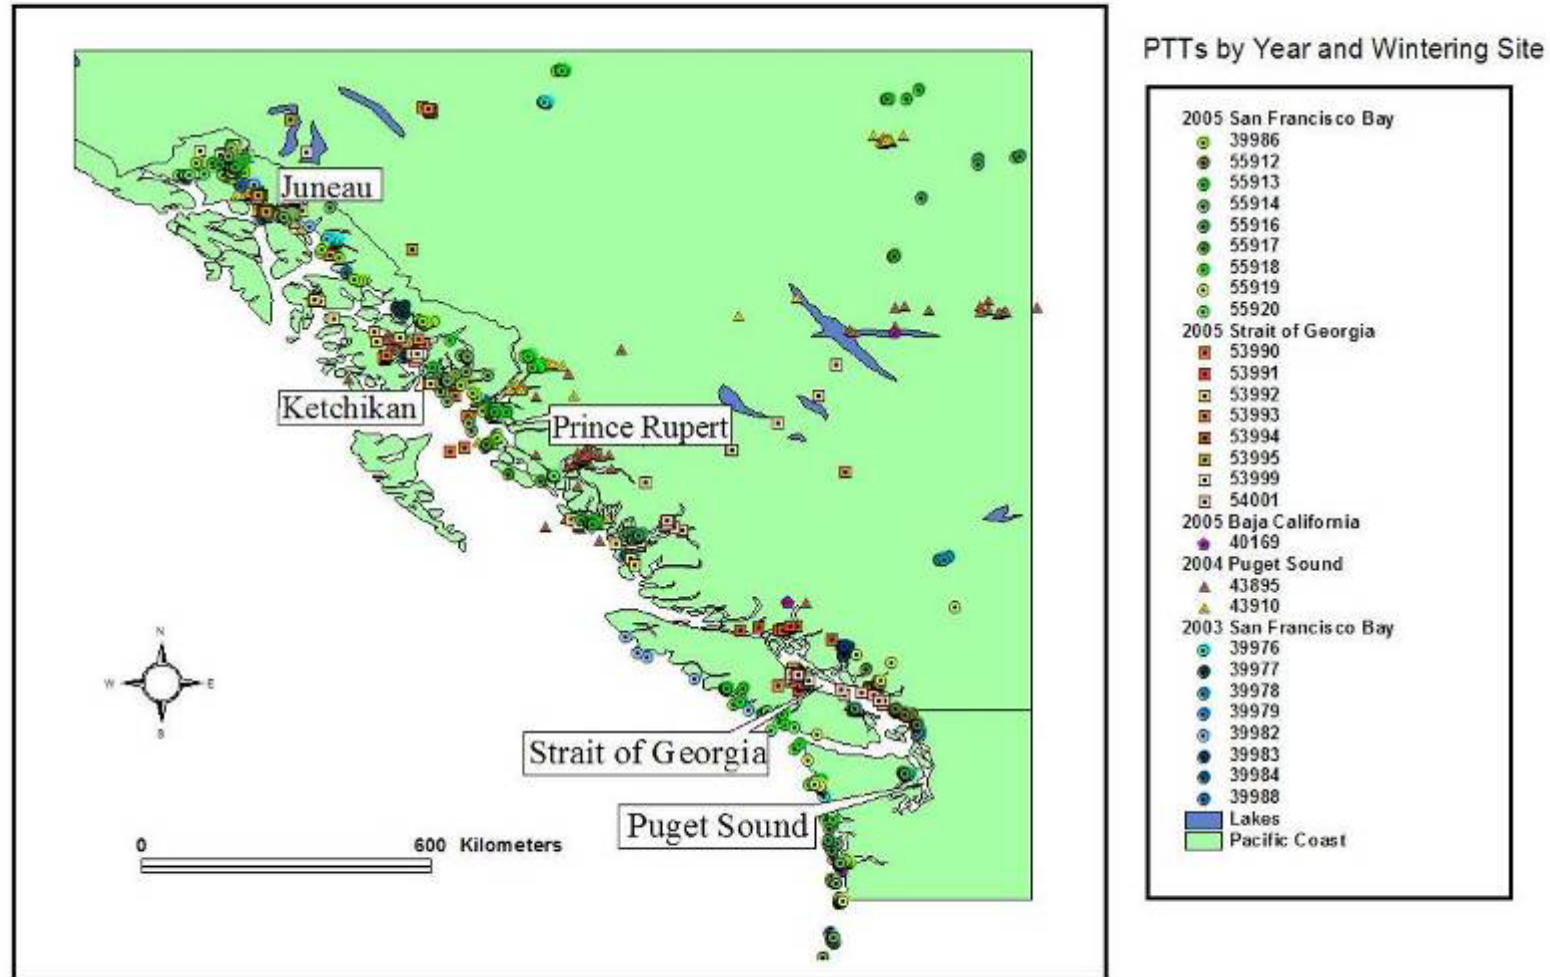 PTTs by Year and Wintering Site
Juneau
Ketchikan
Prince Rupert
Strait of Georgia
Puget Sound
N
W
E
S
0
600 Kilometers
2005 San Francisco Bay
39986
55912
55913
55914
55916
55917
55918
55919
55920
2005 Strait of Georgia
53990
53991
53992
53993
53994
53995
53999
54001
2005 Baja California
40169
2004 Puget Sound
43895
43910
2003 San Francisco Bay
39976
39977
39978
39979
39982
39983
39984
39988
Lakes
Pacific Coast